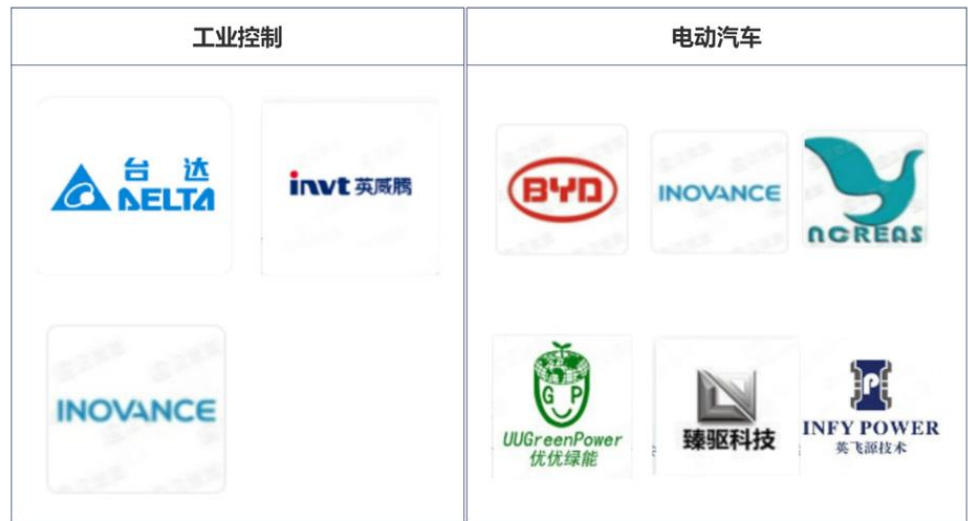 工业控制
电动汽车
台达
DELTA
invt 英威腾
BYD
INOVANCE
NCREAS
INOVANCE
GP
UUGreenPower
优优绿能
臻驱科技
P
INFY POWER
英飞源技术